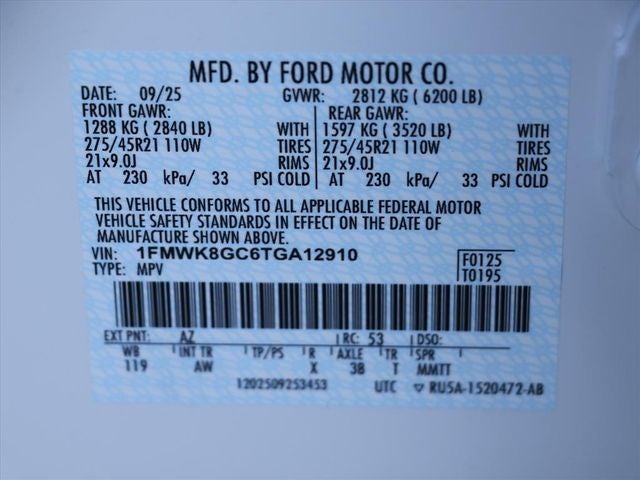 MFD. BY FORD MOTOR CO.
DATE: 09/25 GVWR: 2812 KG ( 6200 LB)
FRONT GAWR: REAR GAWR:
1288 KG ( 2840 LB) WITH 1597 KG ( 3520 LB) WITH
275/45R21 110W TIRES 275/45R21 110W TIRES
21x9.0J RIMS 21x9.0J RIMS
AT 230 kPa/ 33 PSI COLD AT 230 kPa/ 33 PSI COLD
THIS VEHICLE CONFORMS TO ALL APPLICABLE FEDERAL MOTOR
VEHICLE SAFETY STANDARDS IN EFFECT ON THE DATE OF
MANUFACTURE SHOWN ABOVE.
VIN: 1FMWK8GC6TGA12910 F0125
TYPE: MPV T0195
EXT PNT: AZ RC: 53 DSO:
WB INT TR TP/PS R AXLE TR SPR
119 AW X 38 T MMTT
1202509253453 UTC ▽ RU5A-1520472-AB